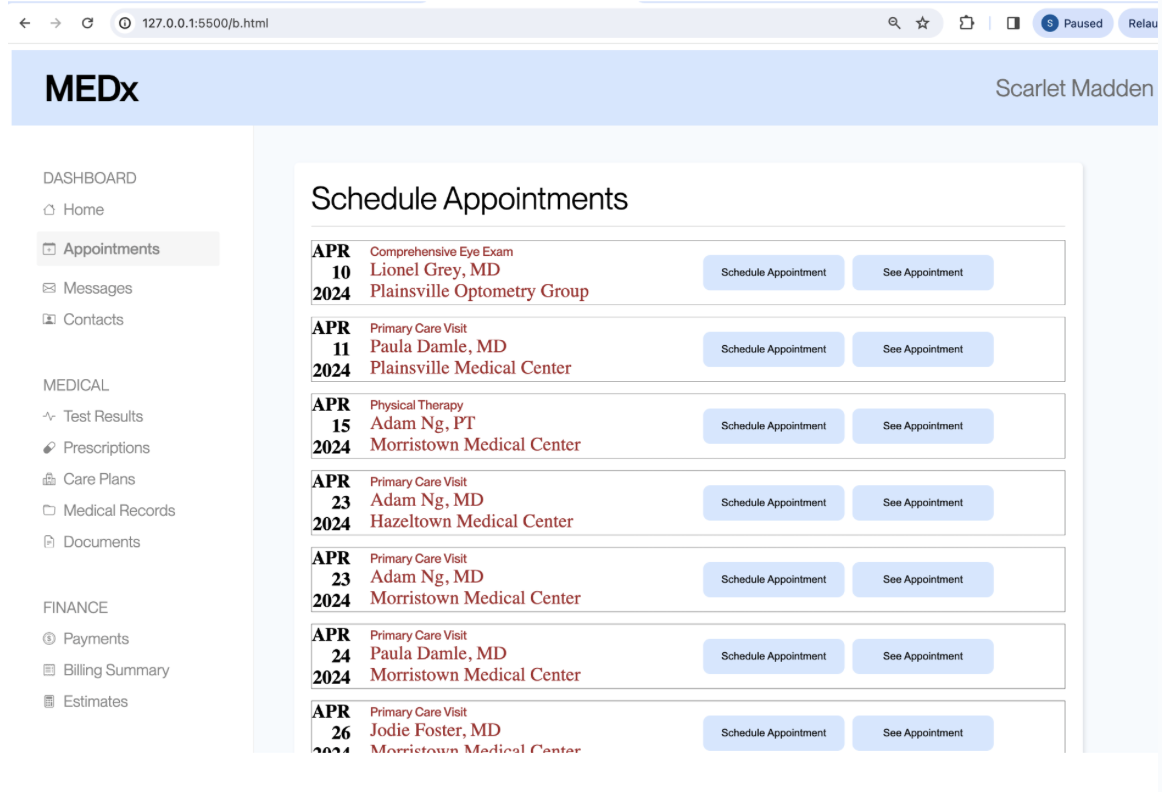 127.0.0.1:5500/b.html
S Paused
Relau
MEDx
Scarlet Madden
DASHBOARD
Home
Appointments
Messages
Contacts
MEDICAL
Test Results
Prescriptions
Care Plans
Medical Records
Documents
FINANCE
Payments
Billing Summary
Estimates
Schedule Appointments
APR
10
2024
Comprehensive Eye Exam
Lionel Grey, MD
Plainsville Optometry Group
Schedule Appointment
See Appointment
APR
11
2024
Primary Care Visit
Paula Damle, MD
Plainsville Medical Center
Schedule Appointment
See Appointment
APR
15
2024
Physical Therapy
Adam Ng, PT
Morristown Medical Center
Schedule Appointment
See Appointment
APR
23
2024
Primary Care Visit
Adam Ng, MD
Hazeltown Medical Center
Schedule Appointment
See Appointment
APR
23
2024
Primary Care Visit
Adam Ng, MD
Morristown Medical Center
Schedule Appointment
See Appointment
APR
24
2024
Primary Care Visit
Paula Damle, MD
Morristown Medical Center
Schedule Appointment
See Appointment
APR
26
2024
Primary Care Visit
Jodie Foster, MD
Morristown Medical Center
Schedule Appointment
See Appointment